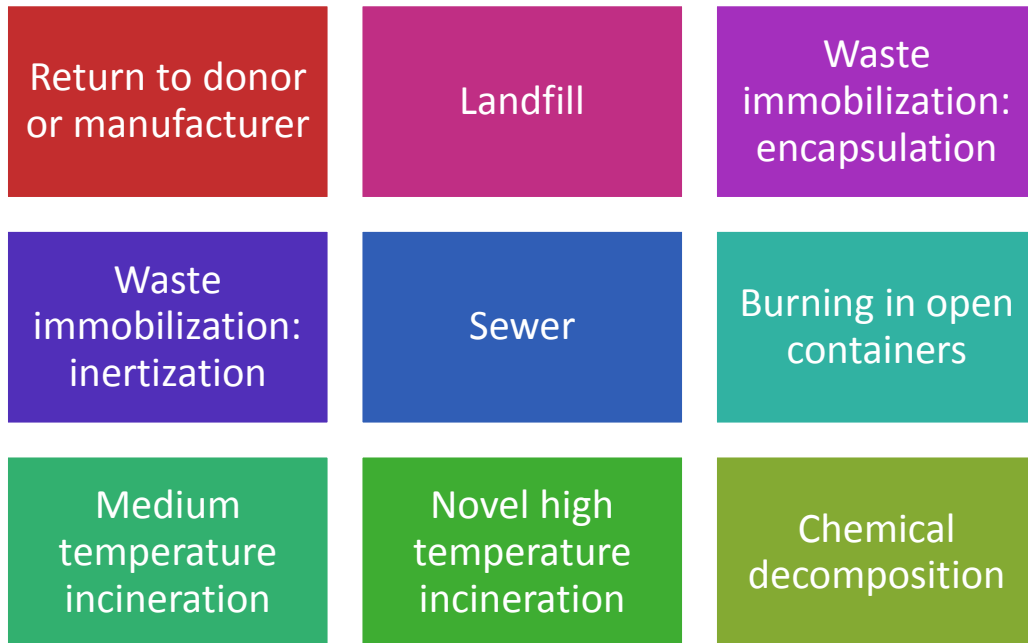 Return to donor
or manufacturer
Landfill
Waste
immobilization:
encapsulation
Waste
immobilization:
inertization
Sewer
Burning in open
containers
Medium
temperature
incineration
Novel high
temperature
incineration
Chemical
decomposition